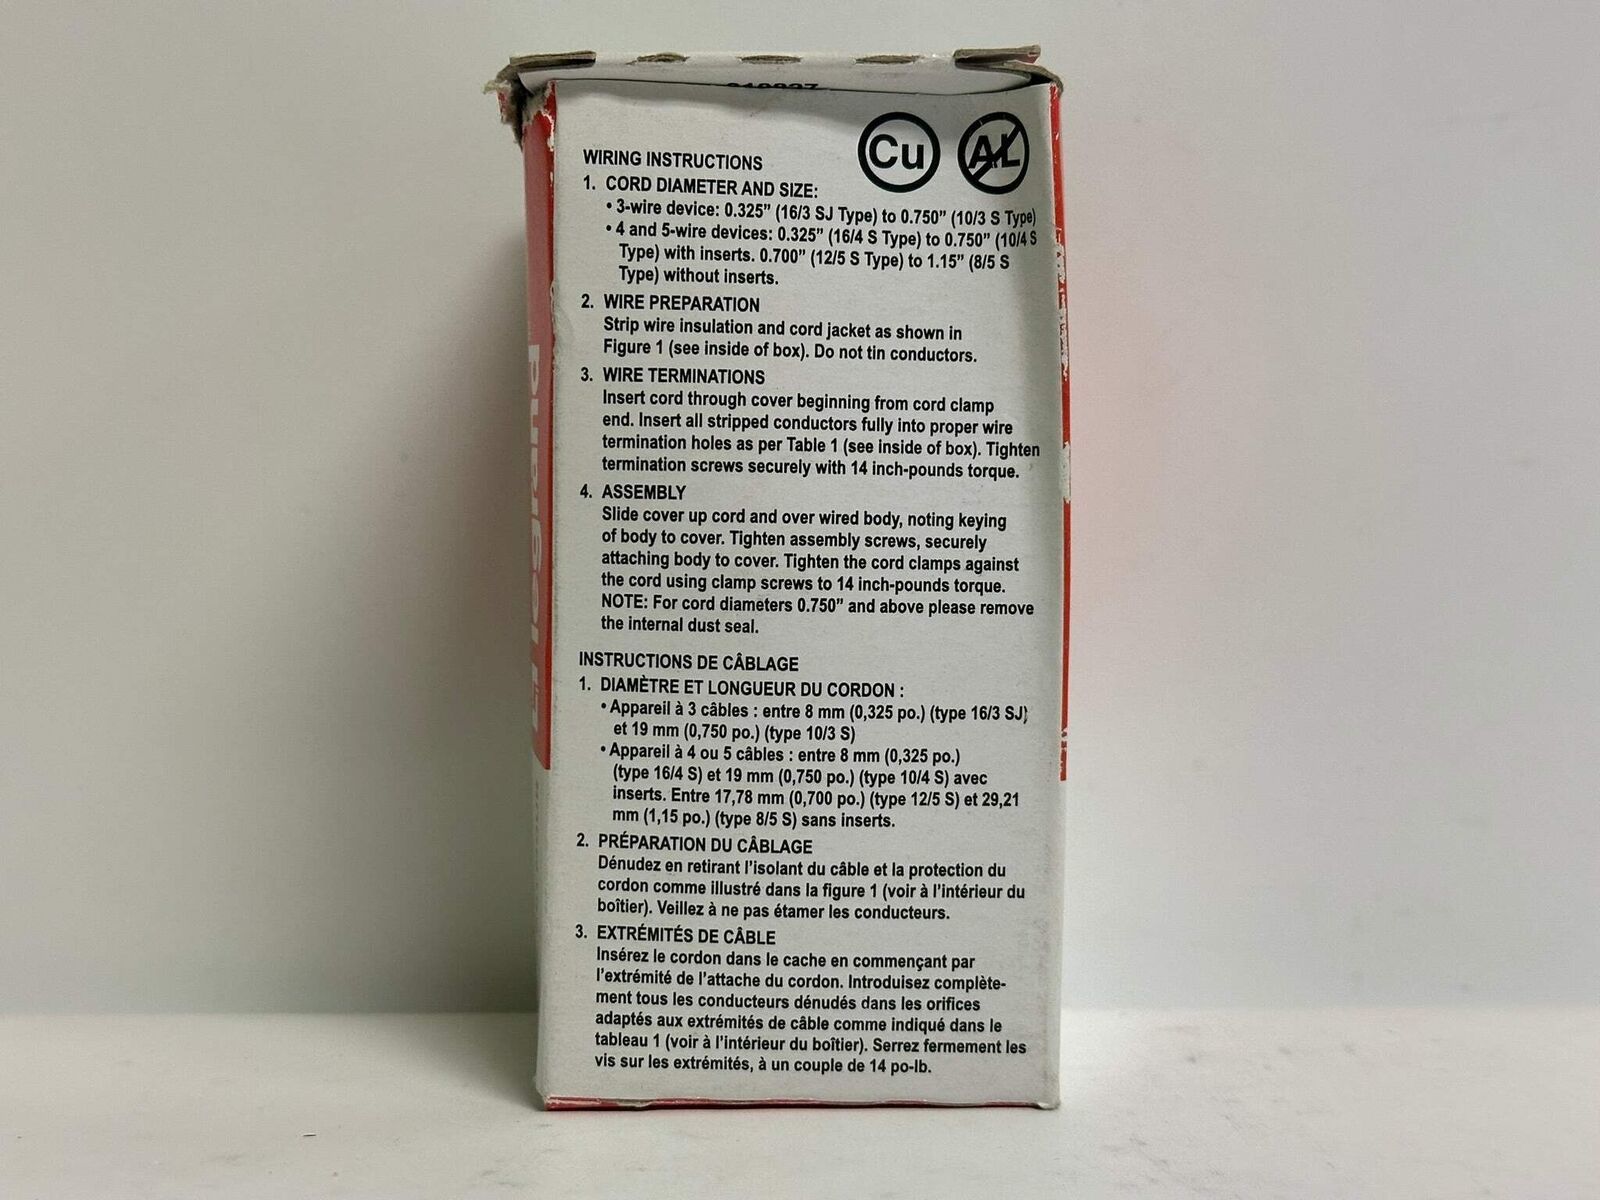 Cu AL
WIRING INSTRUCTIONS
1. CORD DIAMETER AND SIZE:
• 3-wire device: 0.325” (16/3 SJ Type) to 0.750” (10/3 S Type)
• 4 and 5-wire devices: 0.325” (16/4 S Type) to 0.750” (10/4 S
Type) with inserts. 0.700” (12/5 S Type) to 1.15” (8/5 S
Type) without inserts.
2. WIRE PREPARATION
Strip wire insulation and cord jacket as shown in
Figure 1 (see inside of box). Do not tin conductors.
3. WIRE TERMINATIONS
Insert cord through cover beginning from cord clamp
end. Insert all stripped conductors fully into proper wire
termination holes as per Table 1 (see inside of box). Tighten
termination screws securely with 14 inch-pounds torque.
4. ASSEMBLY
Slide cover up cord and over wired body, noting keying
of body to cover. Tighten assembly screws, securely
attaching body to cover. Tighten the cord clamps against
the cord using clamp screws to 14 inch-pounds torque.
NOTE: For cord diameters 0.750” and above please remove
the internal dust seal.
INSTRUCTIONS DE CÂBLAGE
1. DIAMÈTRE ET LONGUEUR DU CORDON :
• Appareil à 3 câbles : entre 8 mm (0,325 po.) (type 16/3 SJ)
et 19 mm (0,750 po.) (type 10/3 S)
• Appareil à 4 ou 5 câbles : entre 8 mm (0,325 po.)
(type 16/4 S) et 19 mm (0,750 po.) (type 10/4 S) avec
inserts. Entre 17,78 mm (0,700 po.) (type 12/5 S) et 29,21
mm (1,15 po.) (type 8/5 S) sans inserts.
2. PRÉPARATION DU CÂBLAGE
Dénudez en retirant l’isolant du câble et la protection du
cordon comme illustré dans la figure 1 (voir à l’intérieur du
boîtier). Veillez à ne pas étamer les conducteurs.
3. EXTRÉMITÉS DE CÂBLE
Insérez le cordon dans le cache en commençant par
l’extrémité de l’attache du cordon. Introduisez complète-
ment tous les conducteurs dénudés dans les orifices
adaptés aux extrémités de câble comme indiqué dans le
tableau 1 (voir à l’intérieur du boîtier). Serrez fermement les
vis sur les extrémités, à un couple de 14 po-lb.